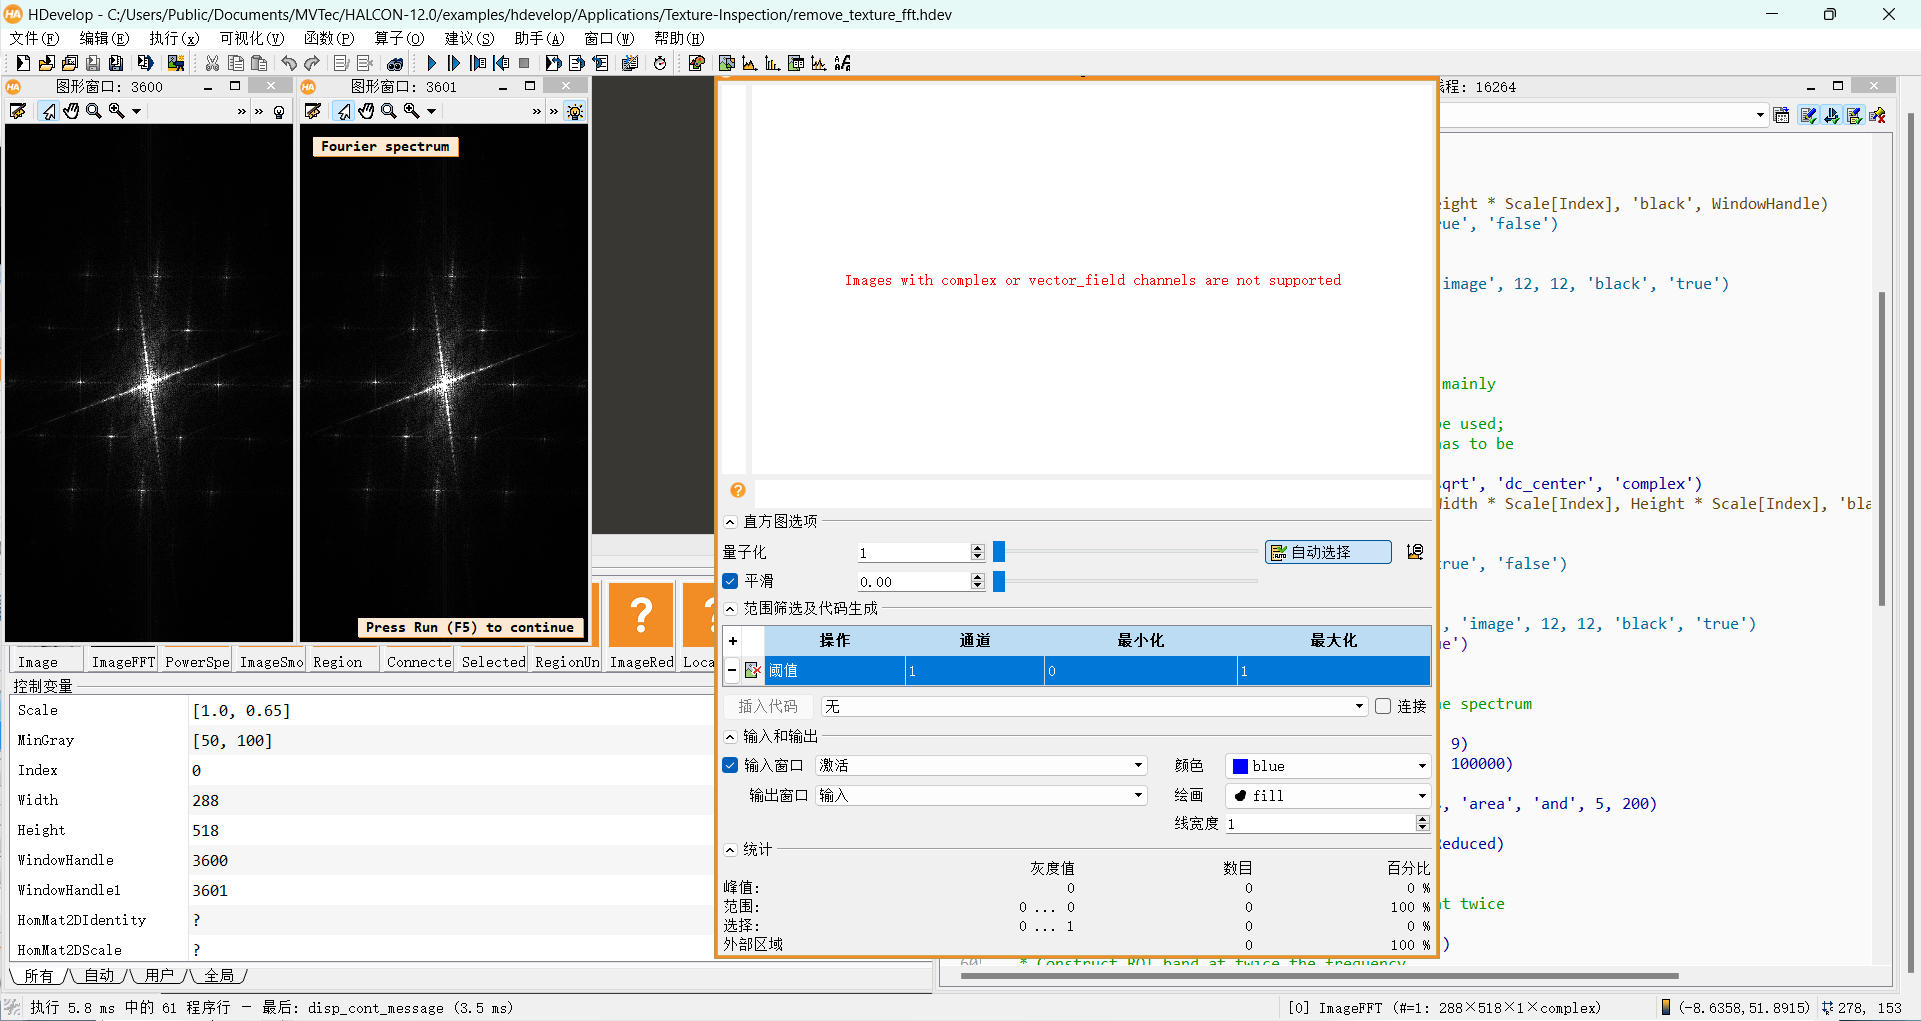 HDevelop - C:/Users/Public/Documents/MVTec/HALCON-12.0/examples/hdevelop/Applications/Texture-Inspection/remove_texture_fft.hdev
文件(F) 编辑(E) 执行(x) 可视化(V) 函数(P) 算子(O) 建议(S) 助手(A) 窗口(W) 帮助(H)
图形窗口: 3600
图形窗口: 3601
Fourier spectrum
Press Run (F5) to continue
Image ImageFFT PowerSpe ImageSmo Region Connecte Selected RegionUn ImageRed Loca
控制变量
Scale [1.0, 0.65]
MinGray [50, 100]
Index 0
Width 288
Height 518
WindowHandle 3600
WindowHandle1 3601
HomMat2DIdentity ?
HomMat2DScale ?
所有 自动 用户 全局
Images with complex or vector_field channels are not supported
直方图选项
量子化 1 自动选择
平滑 0.00
范围筛选及代码生成
+ 操作 通道 最小化 最大化
阈值 1 0 1
插入代码 无 连接
输入和输出
输入窗口 激活 颜色 blue
输出窗口 输入 绘画 fill
线宽度 1
统计
灰度值 数目 百分比
峰值: 0 0 0 %
范围: 0 ... 0 0 100 %
选择: 0 ... 1 0 0 %
外部区域 0 100 %
线程: 16264
ight * Scale[Index], 'black', WindowHandle)
ue', 'false')
image', 12, 12, 'black', 'true')
mainly
e used;
as to be
qrt', 'dc_center', 'complex')
idth * Scale[Index], Height * Scale[Index], 'bla
rue', 'false')
, 'image', 12, 12, 'black', 'true')
e')
e spectrum
9)
100000)
, 'area', 'and', 5, 200)
educed)
t twice
)
* Construct ROI band at twice the frequency
执行 5.8 ms 中的 61 程序行 － 最后: disp_cont_message (3.5 ms)
[0] ImageFFT (#=1: 288×518×1×complex)
(-8.6358,51.8915)
278, 153